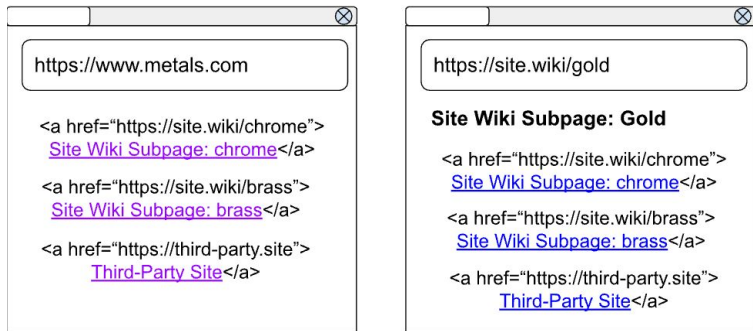 https://www.metals.com
<a href=“https://site.wiki/chrome”>
Site Wiki Subpage: chrome</a>
<a href=“https://site.wiki/brass”>
Site Wiki Subpage: brass</a>
<a href=“https://third-party.site”>
Third-Party Site</a>
https://site.wiki/gold
Site Wiki Subpage: Gold
<a href=“https://site.wiki/chrome”>
Site Wiki Subpage: chrome</a>
<a href=“https://site.wiki/brass”>
Site Wiki Subpage: brass</a>
<a href=“https://third-party.site”>
Third-Party Site</a>